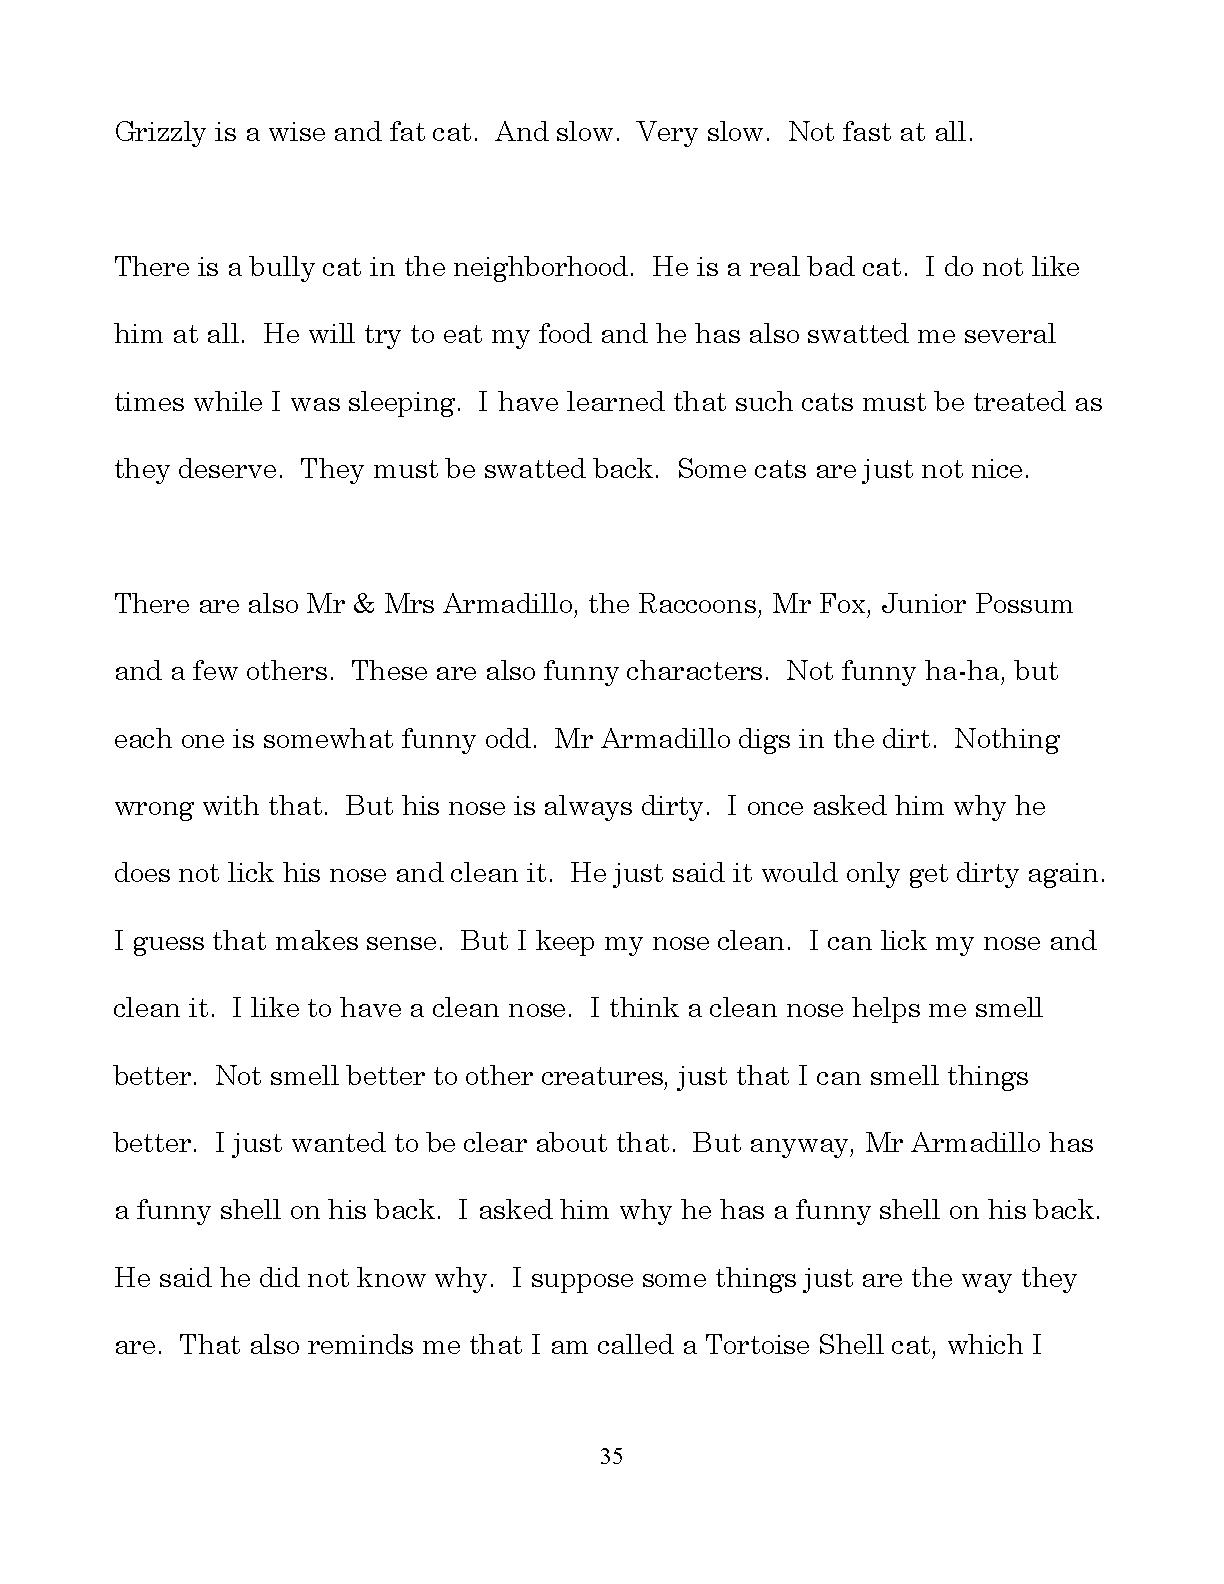 Grizzly is a wise and fat cat.  And slow.  Very slow.  Not fast at all.
There is a bully cat in the neighborhood.  He is a real bad cat.  I do not like
him at all.  He will try to eat my food and he has also swatted me several
times while I was sleeping.  I have learned that such cats must be treated as
they deserve.  They must be swatted back.  Some cats are just not nice.
There are also Mr & Mrs Armadillo, the Raccoons, Mr Fox, Junior Possum
and a few others.  These are also funny characters.  Not funny ha-ha, but
each one is somewhat funny odd.  Mr Armadillo digs in the dirt.  Nothing
wrong with that.  But his nose is always dirty.  I once asked him why he
does not lick his nose and clean it.  He just said it would only get dirty again.
I guess that makes sense.  But I keep my nose clean.  I can lick my nose and
clean it.  I like to have a clean nose.  I think a clean nose helps me smell
better.  Not smell better to other creatures, just that I can smell things
better.  I just wanted to be clear about that.  But anyway, Mr Armadillo has
a funny shell on his back.  I asked him why he has a funny shell on his back.
He said he did not know why.  I suppose some things just are the way they
are.  That also reminds me that I am called a Tortoise Shell cat, which I
35